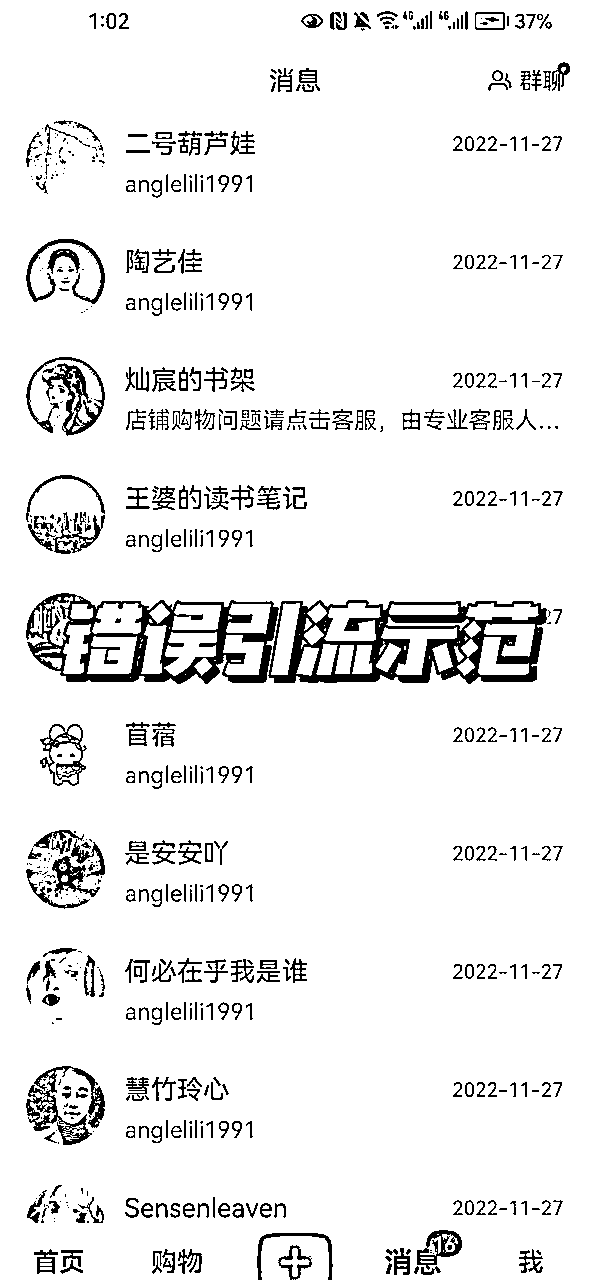 1:02 4G 4G 37%
消息 群聊
二号葫芦娃 2022-11-27
anglelili1991
陶艺佳 2022-11-27
anglelili1991
灿宸的书架 2022-11-27
店铺购物问题请点击客服，由专业客服人...
王婆的读书笔记 2022-11-27
anglelili1991
错误引流示范 27
苜蓿 2022-11-27
anglelili1991
是安安吖 2022-11-27
anglelili1991
何必在乎我是谁 2022-11-27
anglelili1991
慧竹玲心 2022-11-27
anglelili1991
Sensenleaven 2022-11-27
首页 购物 消息 16 我